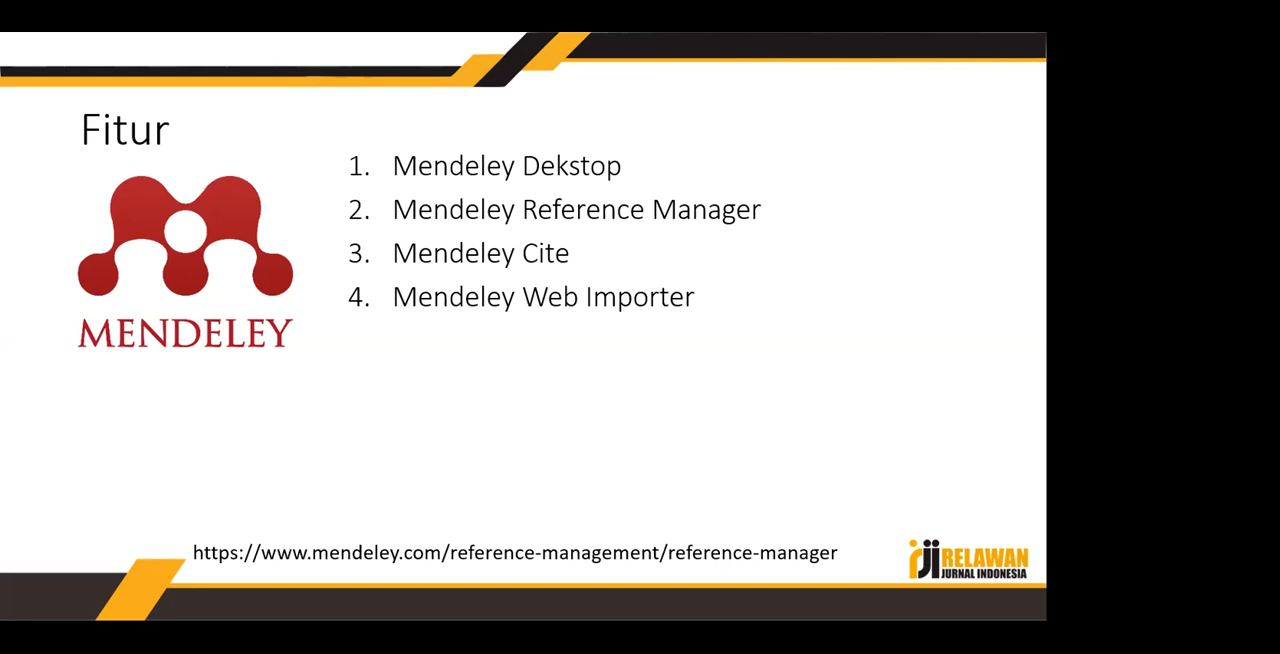 Fitur
MENDELEY
1. Mendeley Dekstop
2. Mendeley Reference Manager
3. Mendeley Cite
4. Mendeley Web Importer
https://www.mendeley.com/reference-management/reference-manager
rji RELAWAN
JURNAL INDONESIA